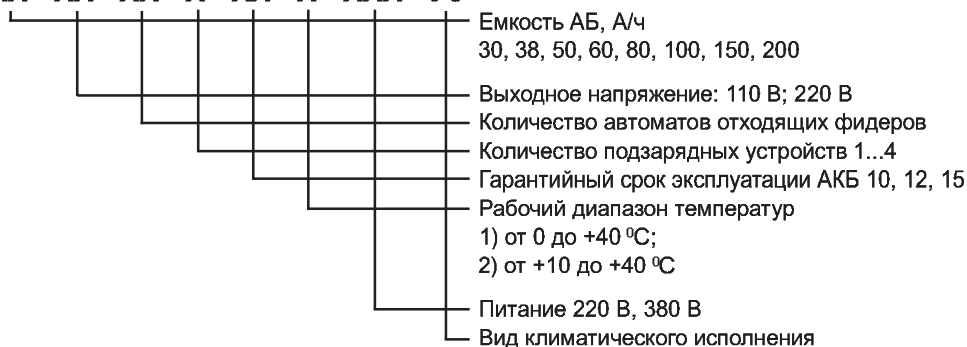 Емкость АБ, А/ч
30, 38, 50, 60, 80, 100, 150, 200
Выходное напряжение: 110 В; 220 В
Количество автоматов отходящих фидеров
Количество подзарядных устройств 1...4
Гарантийный срок эксплуатации АКБ 10, 12, 15
Рабочий диапазон температур
1) от 0 до +40 ⁰С;
2) от +10 до +40 ⁰С
Питание 220 В, 380 В
Вид климатического исполнения